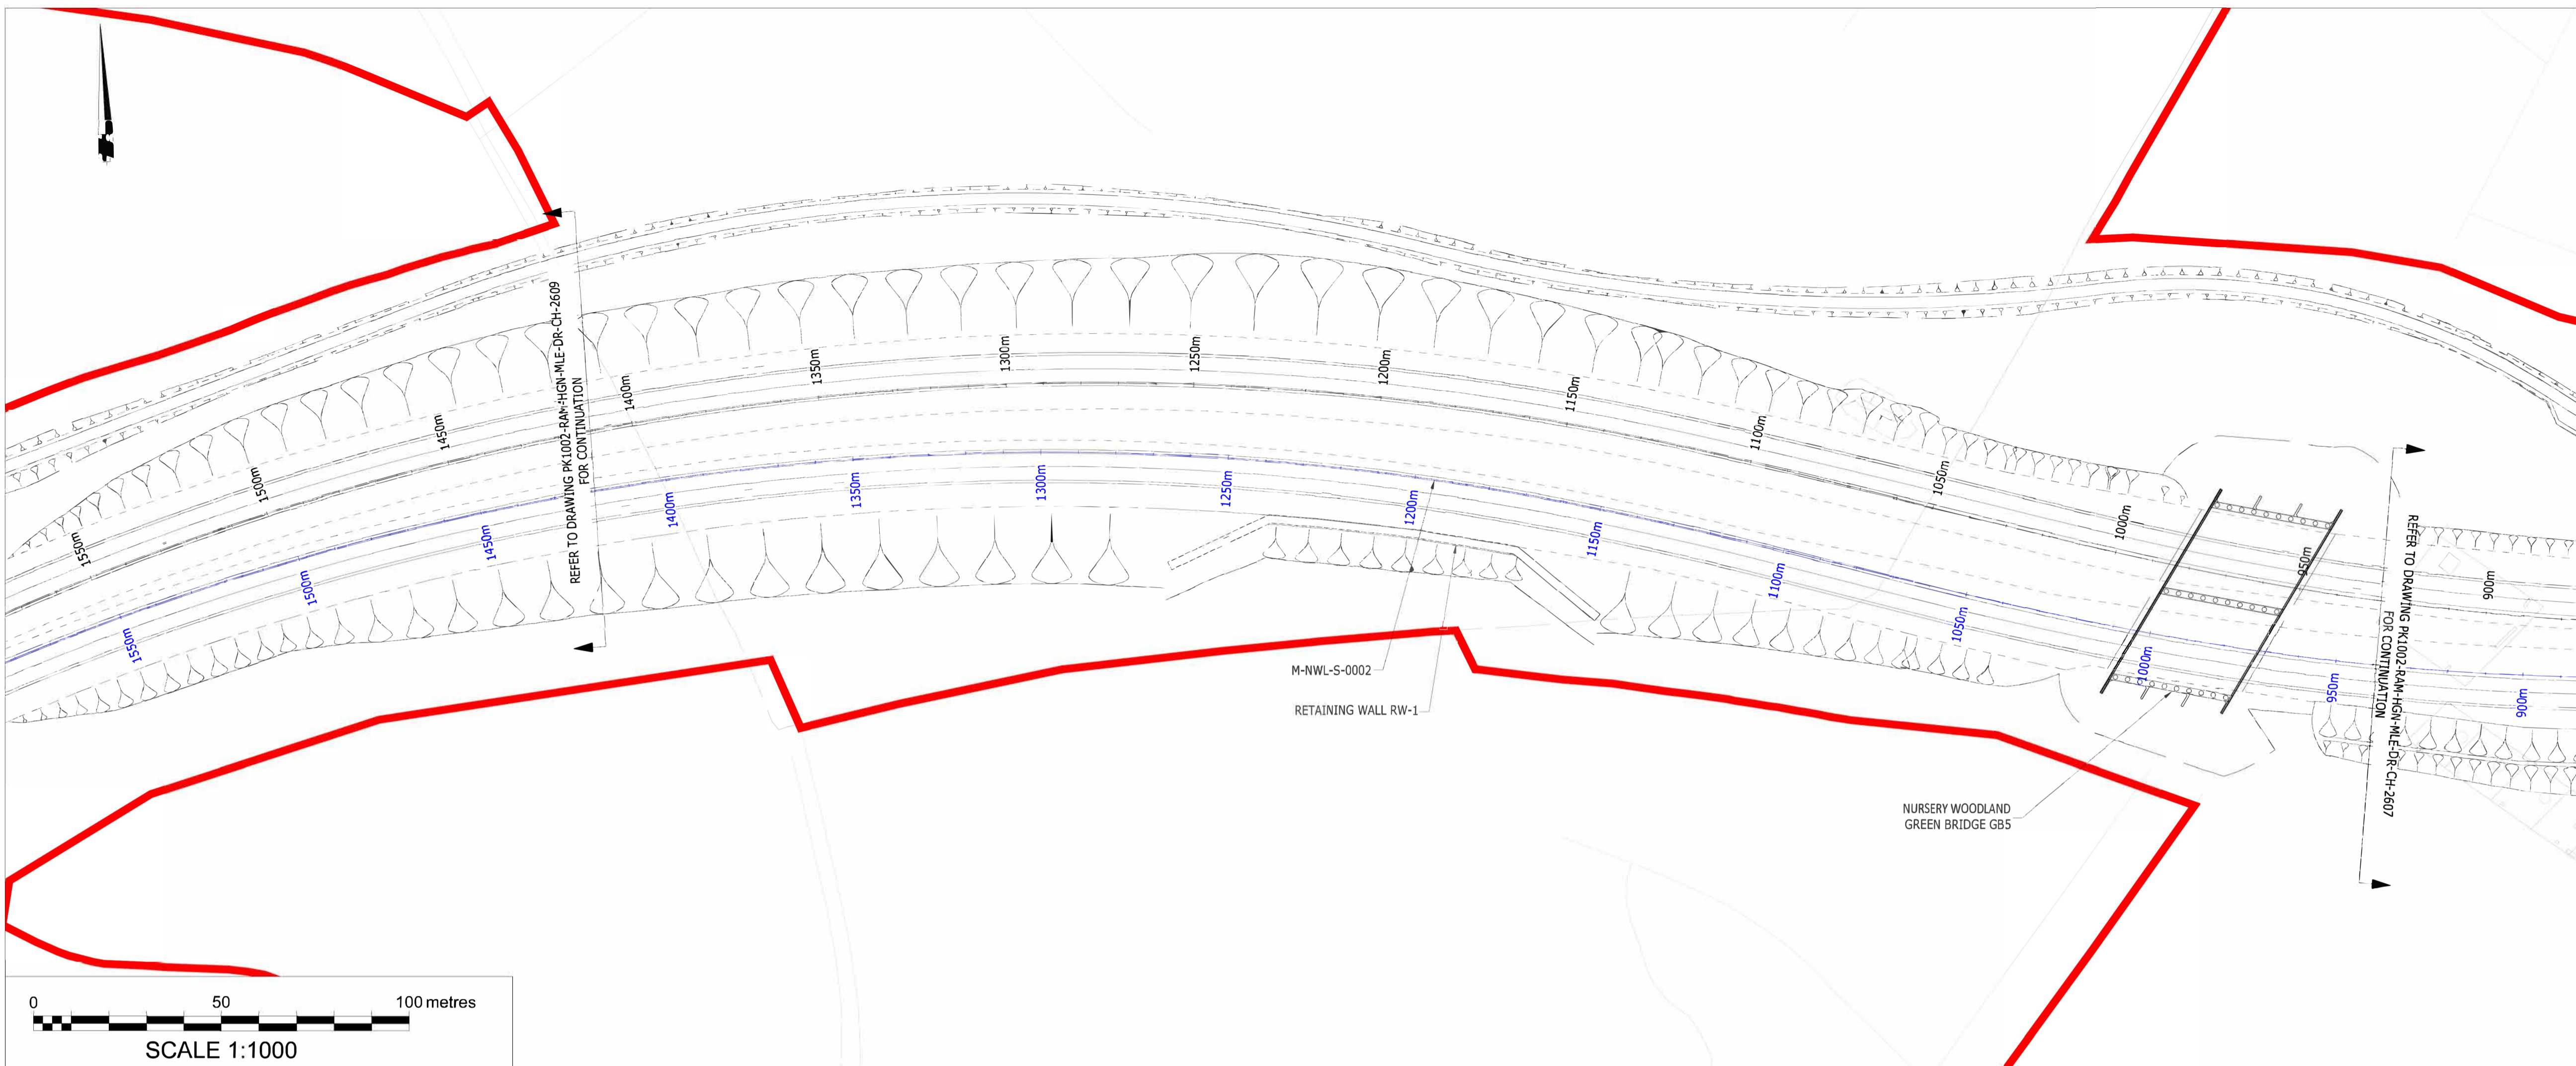 REFER TO DRAWING PK1002-RAM-HGN-MLE-DR-CH-2609
FOR CONTINUATION
1550m
1500m
1450m
1400m
1350m
1300m
1250m
1200m
1150m
1100m
1050m
1000m
950m
900m
1550m
1500m
1450m
1400m
1350m
1300m
1250m
1200m
1150m
1100m
1050m
1000m
950m
900m
REFER TO DRAWING PK1002-RAM-HGN-MLE-DR-CH-2607
FOR CONTINUATION
M-NWL-S-0002
RETAINING WALL RW-1
NURSERY WOODLAND
GREEN BRIDGE GB5
0 50 100 metres
SCALE 1:1000